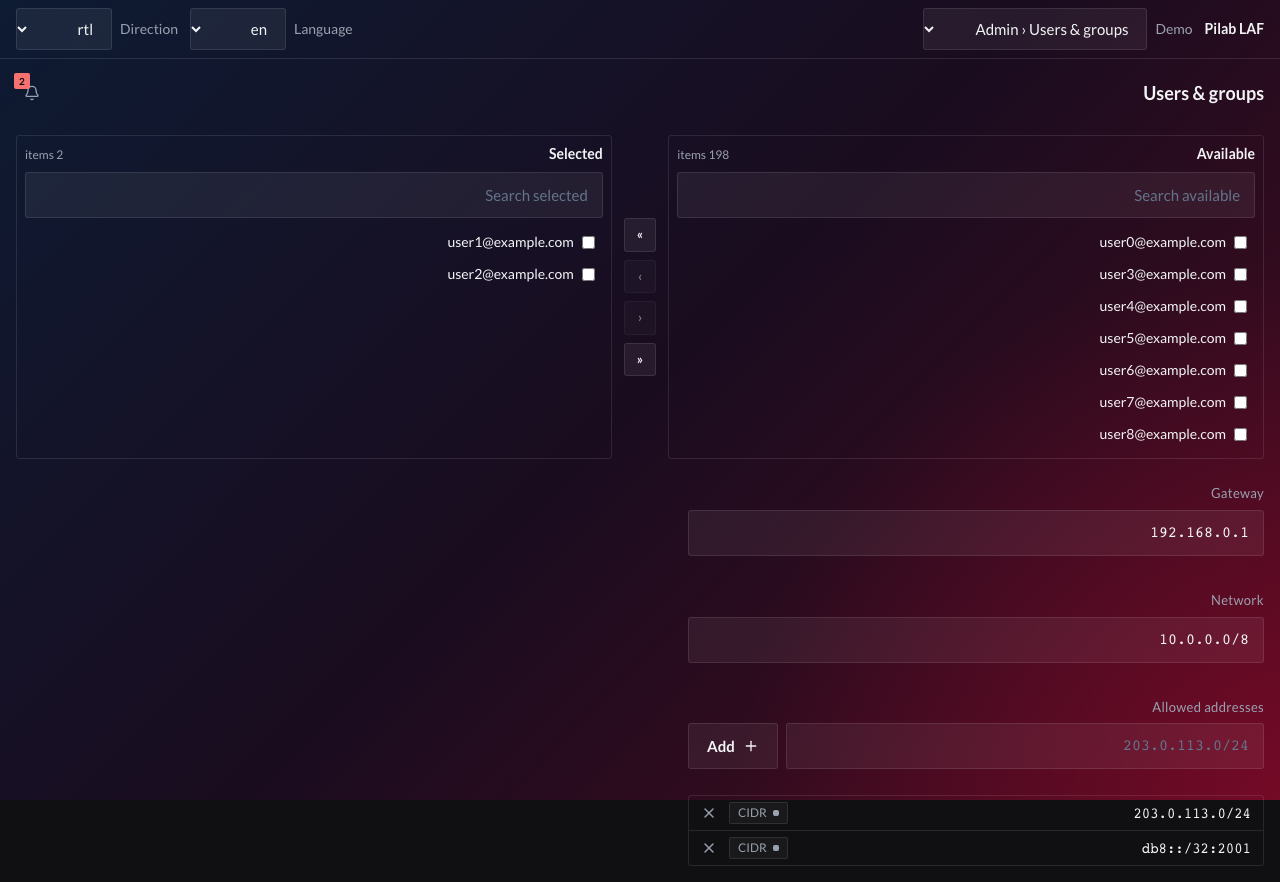 Pilab LAF Demo Admin › Users & groups Language en Direction rtl
Users & groups
2
Available 198 items
Search available
user0@example.com
user3@example.com
user4@example.com
user5@example.com
user6@example.com
user7@example.com
user8@example.com
«
‹
›
»
Selected items 2
Search selected
user1@example.com
user2@example.com
Gateway
192.168.0.1
Network
10.0.0.0/8
Allowed addresses
203.0.113.0/24
Add
203.0.113.0/24 CIDR
db8::/32:2001 CIDR